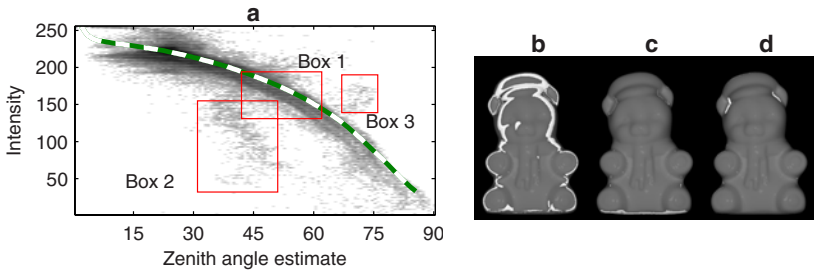 a
250
200
150
100
50
Intensity
Box 1
Box 3
Box 2
15 30 45 60 75 90
Zenith angle estimate
b c d